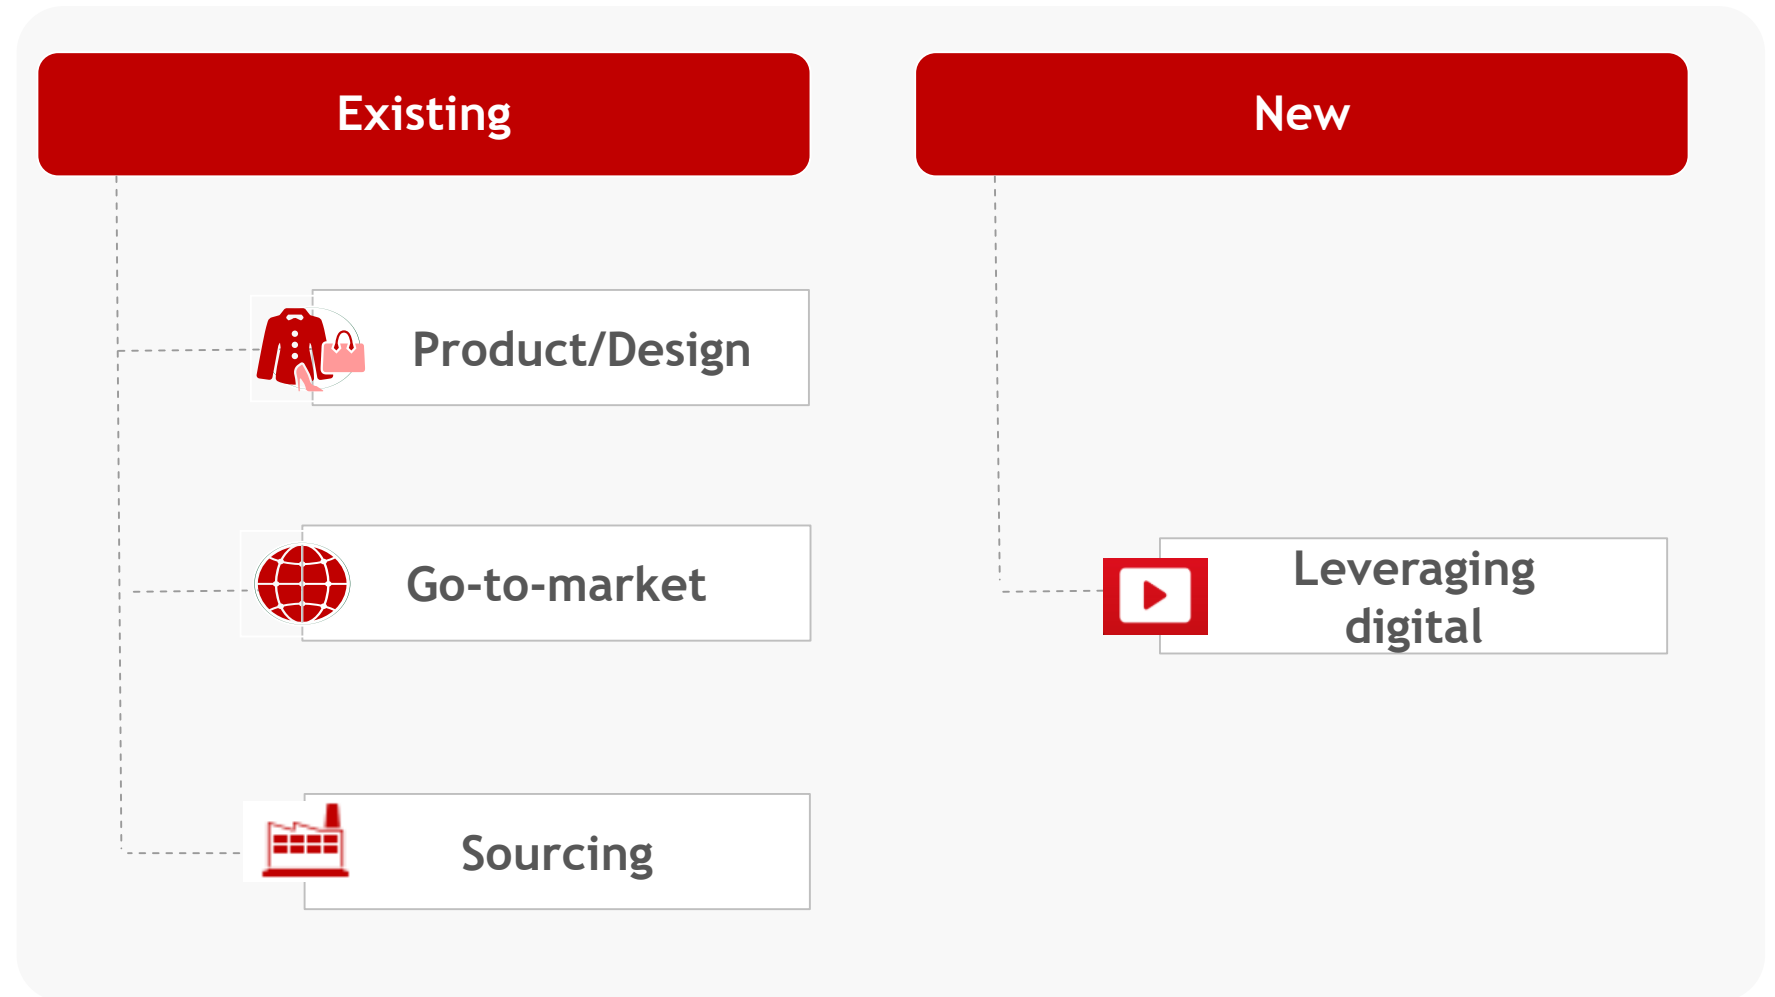 Existing
New
Product/Design
Go-to-market
Leveraging
digital
Sourcing